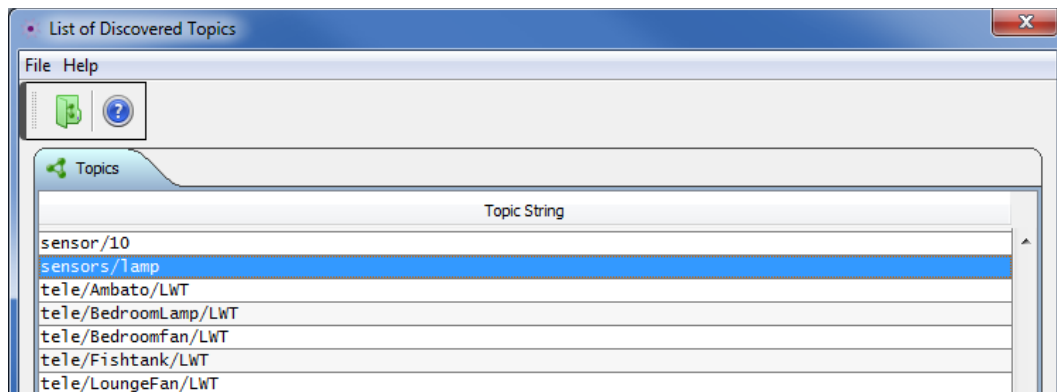 List of Discovered Topics
File Help
Topics
Topic String
sensor/10
sensors/lamp
tele/Ambato/LWT
tele/BedroomLamp/LWT
tele/Bedroomfan/LWT
tele/Fishtank/LWT
tele/LoungeFan/LWT